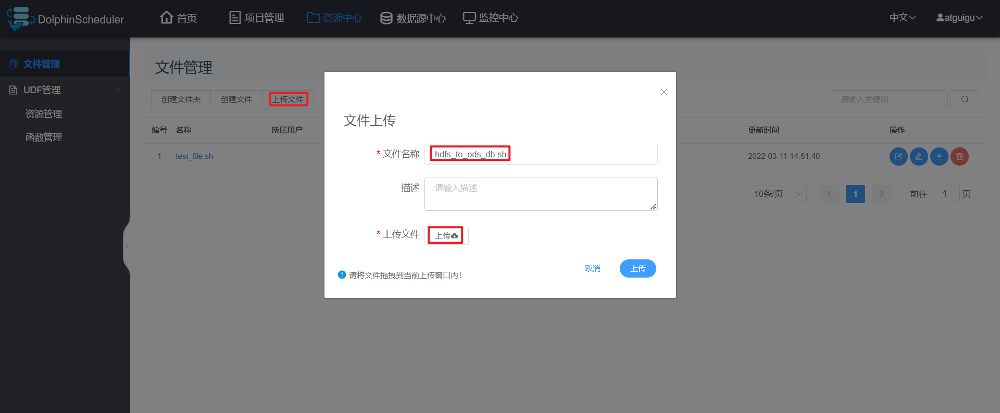 DolphinScheduler
首页
项目管理
资源中心
数据源中心
监控中心
中文
atguigu
文件管理
UDF管理
资源管理
函数管理
文件管理
创建文件夹
创建文件
上传文件
请输入关键词
编号
名称
所属用户
更新时间
操作
1
test_file.sh
2022-03-11 14:51:40
10条/页
1
前往
1
页
文件上传
* 文件名称
hdfs_to_ods_db.sh
描述
请输入描述
* 上传文件
上传
请将文件拖拽到当前上传窗口内!
取消
上传